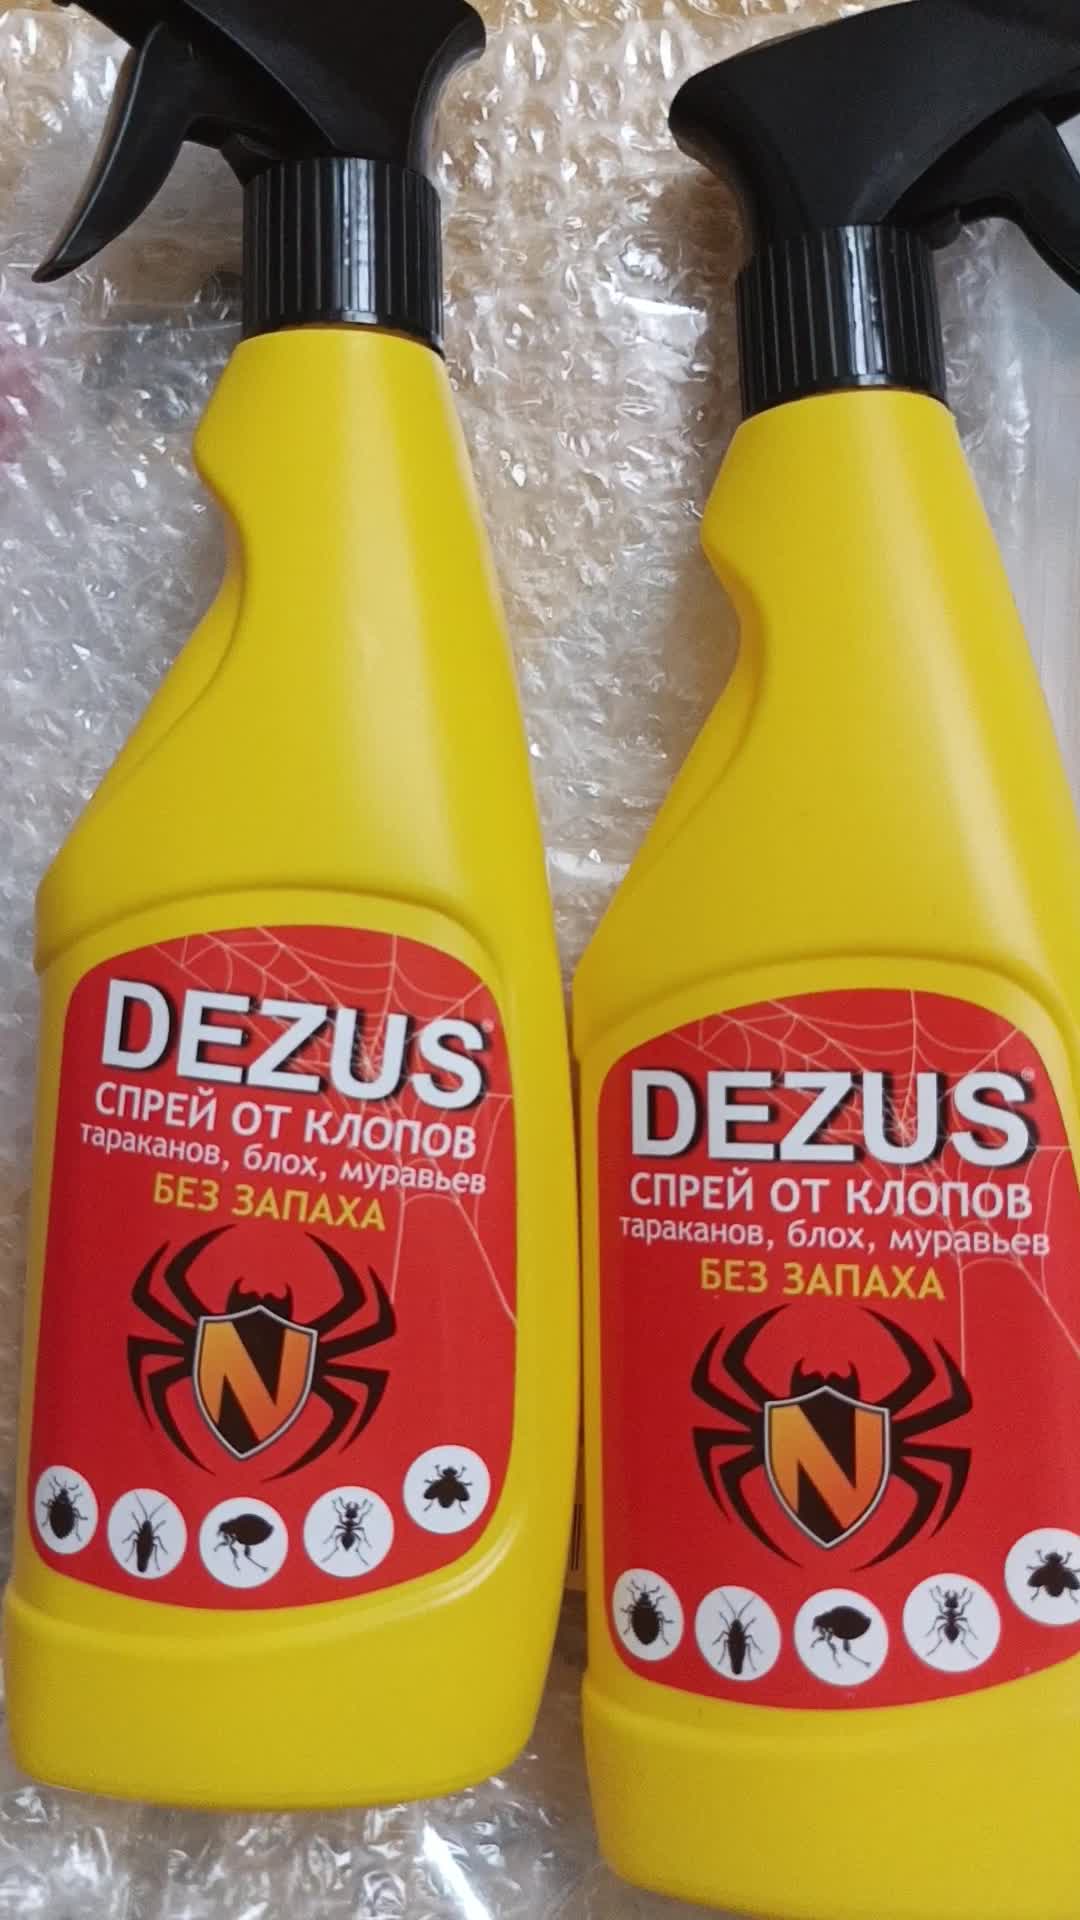 DEZUS
СПРЕЙ ОТ КЛОПОВ
тараканов, блох, муравьев
БЕЗ ЗАПАХА
N
DEZUS
СПРЕЙ ОТ КЛОПОВ
тараканов, блох, муравьев
БЕЗ ЗАПАХА
N